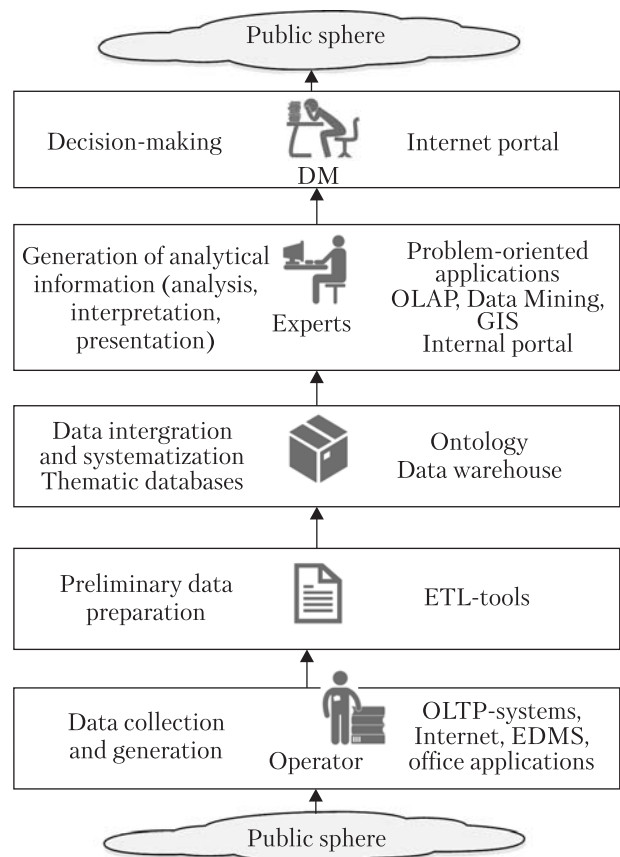 Public sphere
Decision-making
DM
Internet portal
Generation of analytical
information (analysis,
interpretation,
presentation)
Experts
Problem-oriented
applications
OLAP, Data Mining,
GIS
Internal portal
Data intergration
and systematization
Thematic databases
Ontology
Data warehouse
Preliminary data
preparation
ETL-tools
Data collection
and generation
Operator
OLTP-systems,
Internet, EDMS,
office applications
Public sphere